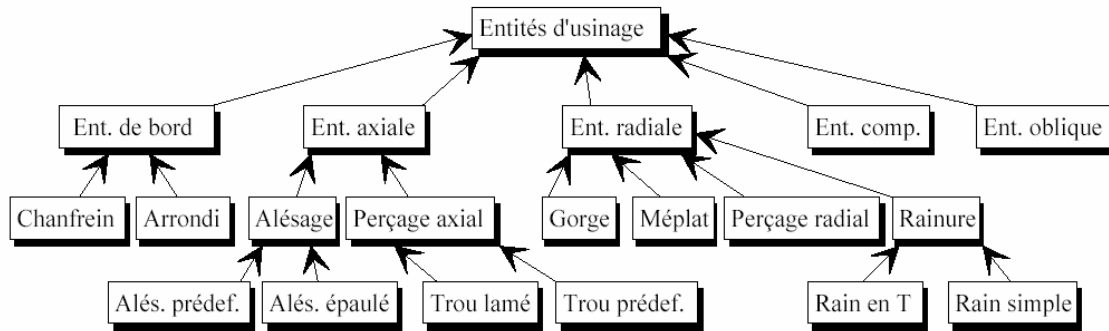 Entités d'usinage
Ent. de bord
Ent. axiale
Ent. radiale
Ent. comp.
Ent. oblique
Chanfrein
Arrondi
Alésage
Perçage axial
Gorge
Méplat
Perçage radial
Rainure
Alés. prédef.
Alés. épaulé
Trou lamé
Trou prédef.
Rain en T
Rain simple